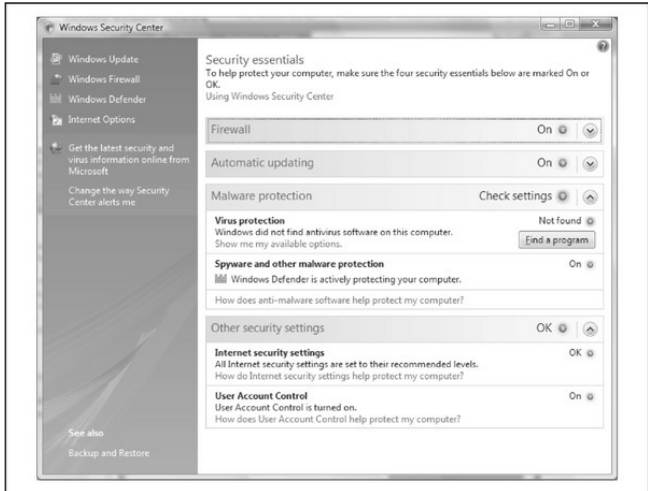 Windows Security Center
Windows Update
Windows Firewall
Windows Defender
Internet Options
Get the latest security and
virus information online from
Microsoft
Change the way Security
Center alerts me
See also
Backup and Restore
Security essentials
To help protect your computer, make sure the four security essentials below are marked On or
OK.
Using Windows Security Center
Firewall On
Automatic updating On
Malware protection Check settings
Virus protection Not found
Windows did not find antivirus software on this computer.
Show me my available options. Find a program
Spyware and other malware protection On
Windows Defender is actively protecting your computer.
How does anti-malware software help protect my computer?
Other security settings OK
Internet security settings OK
All Internet security settings are set to their recommended levels.
How do Internet security settings help protect my computer?
User Account Control On
User Account Control is turned on.
How does User Account Control help protect my computer?